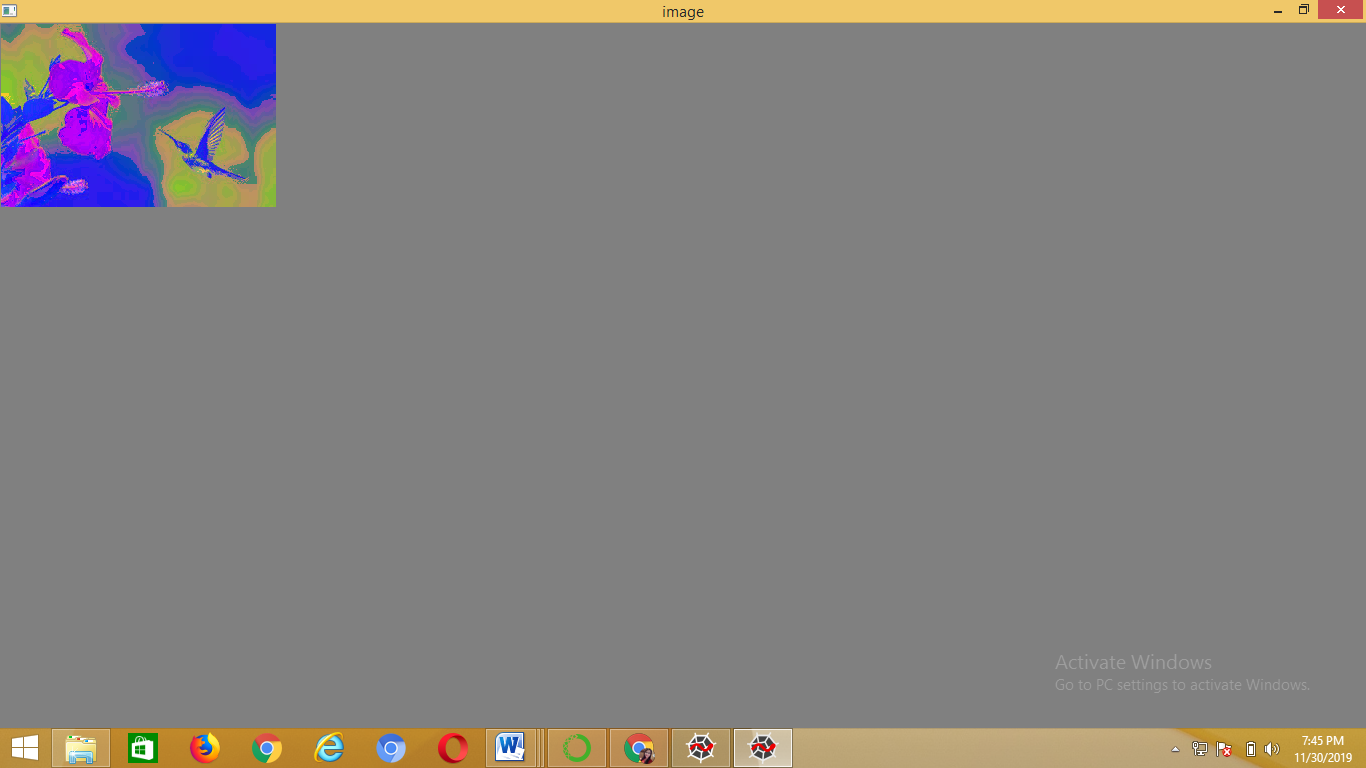 image
Activate Windows
Go to PC settings to activate Windows.
7:45 PM
11/30/2019